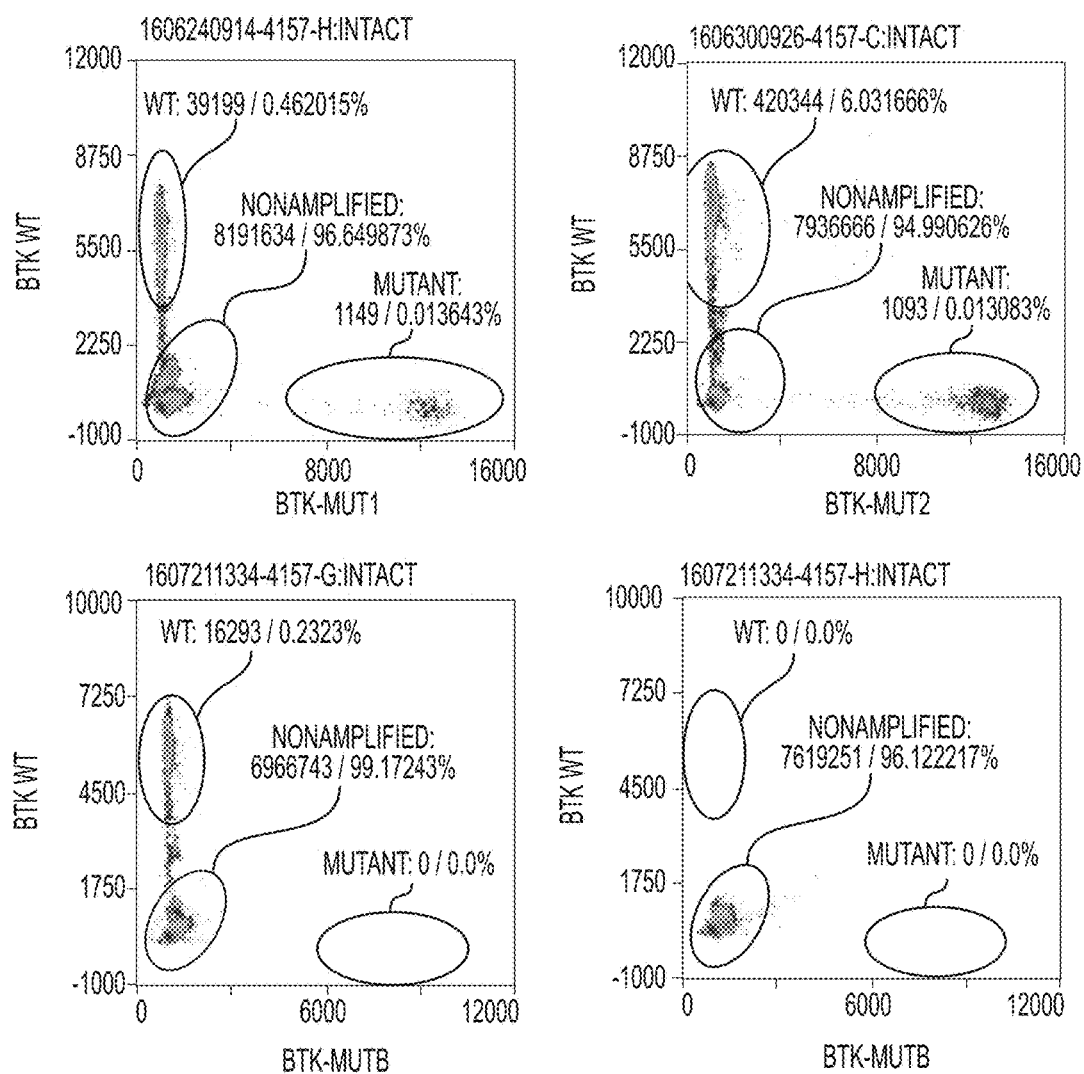 1606240914-4157-H:INTACT
12000
8750
5500
2250
-1000
BTK WT
WT: 39199 / 0.462015%
NONAMPLIFIED:
8191634 / 96.649873%
MUTANT:
1149 / 0.013643%
0
8000
16000
BTK-MUT1
1606300926-4157-C:INTACT
12000
8750
5500
2250
-1000
BTK WT
WT: 420344 / 6.031666%
NONAMPLIFIED:
7936666 / 94.990626%
MUTANT:
1093 / 0.013083%
0
8000
16000
BTK-MUT2
1607211334-4157-G:INTACT
10000
7250
4500
1750
-1000
BTK WT
WT: 16293 / 0.2323%
NONAMPLIFIED:
6966743 / 99.17243%
MUTANT: 0 / 0.0%
0
6000
12000
BTK-MUTB
1607211334-4157-H:INTACT
10000
7250
4500
1750
-1000
BTK WT
WT: 0 / 0.0%
NONAMPLIFIED:
7619251 / 96.122217%
MUTANT: 0 / 0.0%
0
6000
12000
BTK-MUTB